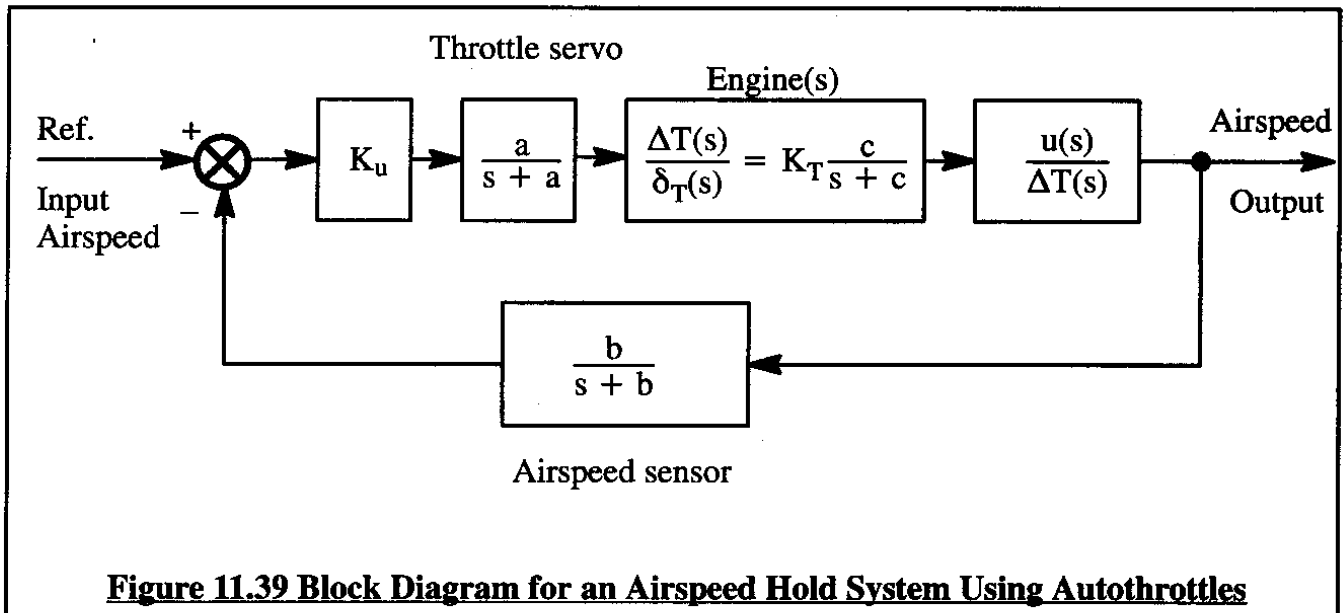 Throttle servo
Engine(s)
Ref.
+
K_u
a
s + a
ΔT(s)
δ_T(s)
= K_T
c
s + c
u(s)
ΔT(s)
Airspeed
Input
−
Output
Airspeed
b
s + b
Airspeed sensor
Figure 11.39 Block Diagram for an Airspeed Hold System Using Autothrottles